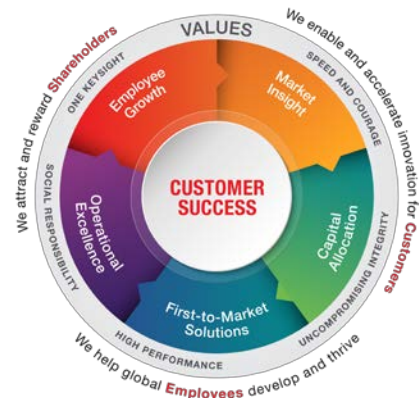 VALUES
ONE KEYSIGHT
SPEED AND COURAGE
UNCOMPROMISING INTEGRITY
HIGH PERFORMANCE
SOCIAL RESPONSIBILITY
Employee
Growth
Market
Insight
Capital
Allocation
First-to-Market
Solutions
Operational
Excellence
CUSTOMER
SUCCESS
We attract and reward Shareholders
We enable and accelerate innovation for Customers
We help global Employees develop and thrive